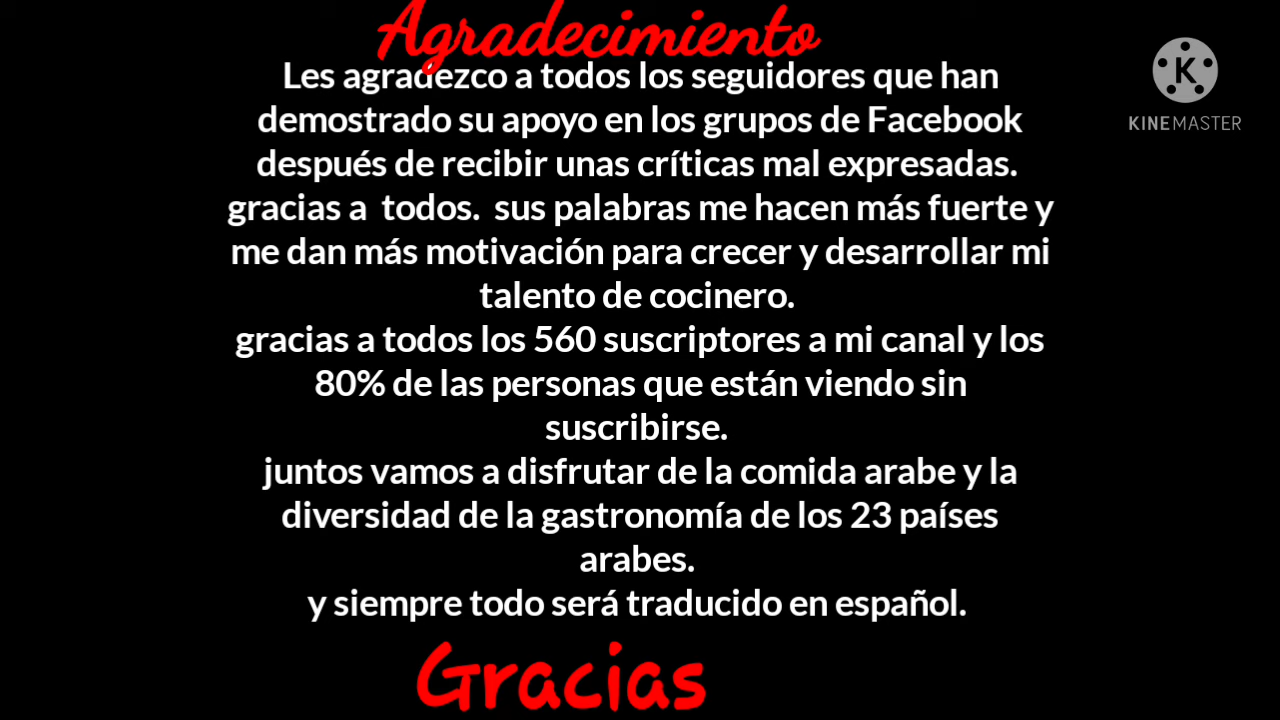 Agradecimiento
Les agradezco a todos los seguidores que han
demostrado su apoyo en los grupos de Facebook
después de recibir unas críticas mal expresadas.
gracias a  todos.  sus palabras me hacen más fuerte y
me dan más motivación para crecer y desarrollar mi
talento de cocinero.
gracias a todos los 560 suscriptores a mi canal y los
80% de las personas que están viendo sin
suscribirse.
juntos vamos a disfrutar de la comida arabe y la
diversidad de la gastronomía de los 23 países
arabes.
y siempre todo será traducido en español.
Gracias
K
KINEMASTER